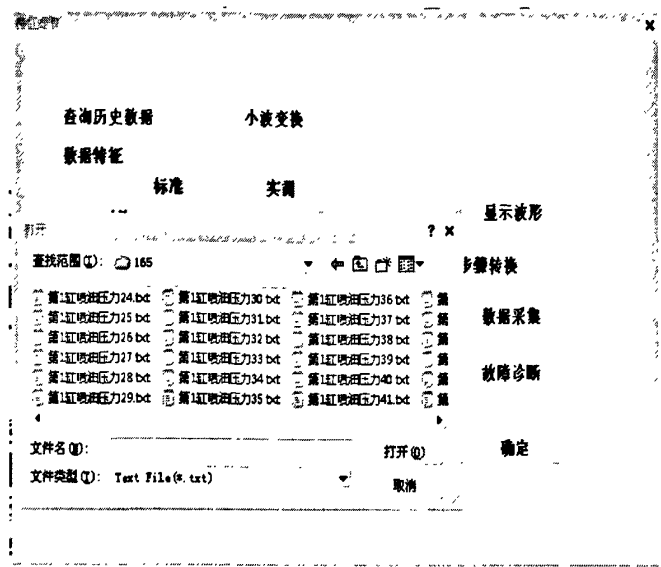 查询历史数据 小波变换
数据特征
标准 实测
显示波形
打开 ? ×
查找范围(I): 165
步骤转换
第1缸喷油压力24.txt 第1缸喷油压力30.txt 第1缸喷油压力36.txt 第
第1缸喷油压力25.txt 第1缸喷油压力31.txt 第1缸喷油压力37.txt 第
第1缸喷油压力26.txt 第1缸喷油压力32.txt 第1缸喷油压力38.txt 第
第1缸喷油压力27.txt 第1缸喷油压力33.txt 第1缸喷油压力39.txt 第
第1缸喷油压力28.txt 第1缸喷油压力34.txt 第1缸喷油压力40.txt 第
第1缸喷油压力29.txt 第1缸喷油压力35.txt 第1缸喷油压力41.txt 第
数据采集
故障诊断
文件名(N): 打开(O)
确定
文件类型(T): Text File(*.txt)
取消